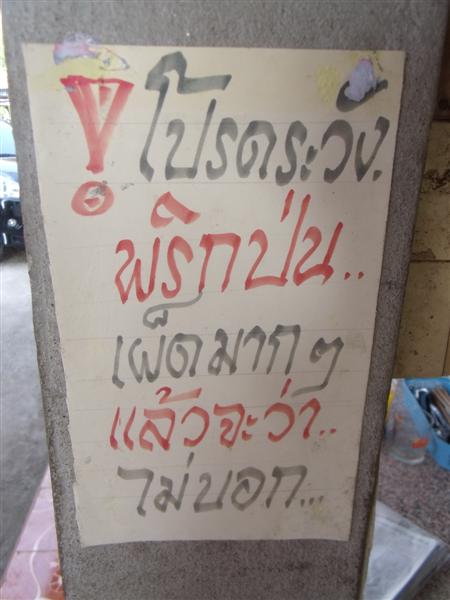 ! โปรดระวัง.
พริกป่น..
เผ็ดมากๆ
แล้วจะว่า..
ไม่บอก...